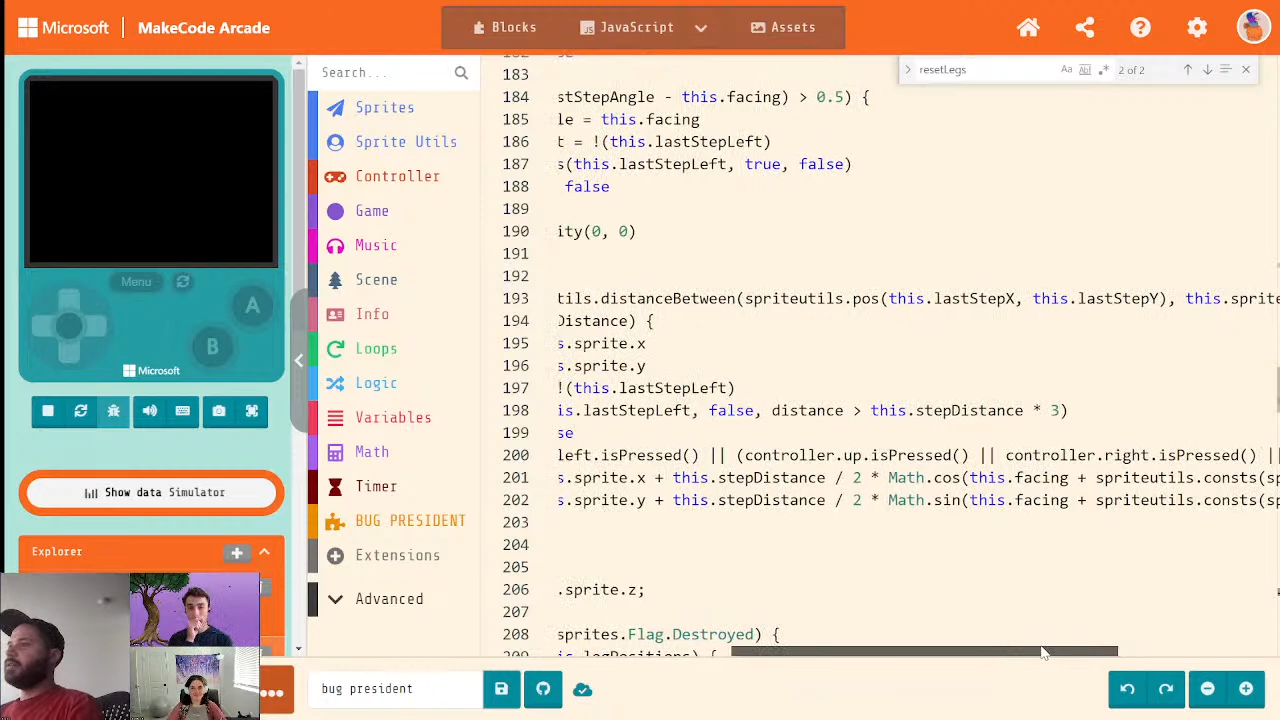 Microsoft | MakeCode Arcade
Blocks
JS JavaScript
Assets
Menu
A
B
Microsoft
Show data Simulator
Explorer
Search...
Sprites
Sprite Utils
Controller
Game
Music
Scene
Info
Loops
Logic
Variables
Math
Timer
BUG PRESIDENT
Extensions
Advanced
resetLegs
Aa
Abl
.*
2 of 2
183
184 stStepAngle - this.facing) > 0.5) {
185 le = this.facing
186 t = !(this.lastStepLeft)
187 s(this.lastStepLeft, true, false)
188 false
189
190 ity(0, 0)
191
192
193 tils.distanceBetween(spriteutils.pos(this.lastStepX, this.lastStepY), this.sprite
194 Distance) {
195 s.sprite.x
196 s.sprite.y
197 !(this.lastStepLeft)
198 is.lastStepLeft, false, distance > this.stepDistance * 3)
199 se
200 left.isPressed() || (controller.up.isPressed() || controller.right.isPressed() ||
201 s.sprite.x + this.stepDistance / 2 * Math.cos(this.facing + spriteutils.consts(sp
202 s.sprite.y + this.stepDistance / 2 * Math.sin(this.facing + spriteutils.consts(sp
203
204
205
206 .sprite.z;
207
208 sprites.Flag.Destroyed) {
bug president